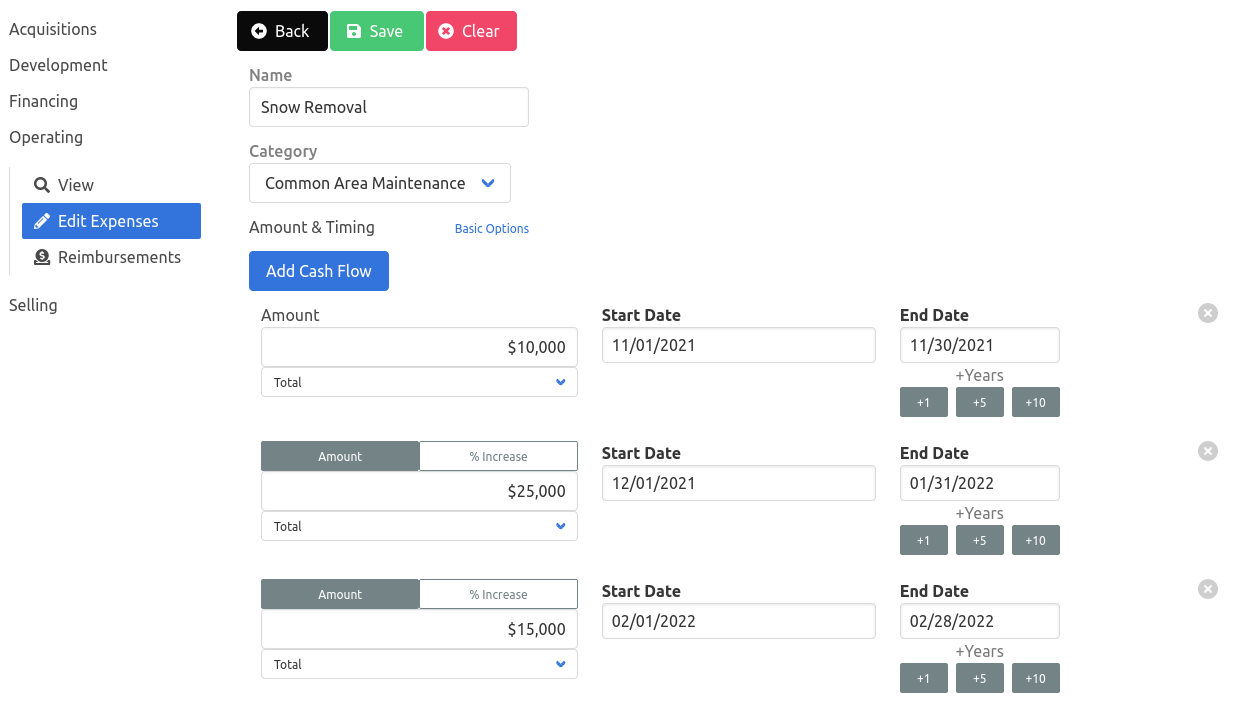 Acquisitions
Development
Financing
Operating
View
Edit Expenses
Reimbursements
Selling
Back Save Clear
Name
Snow Removal
Category
Common Area Maintenance
Amount & Timing Basic Options
Add Cash Flow
Amount Start Date End Date
$10,000 11/01/2021 11/30/2021
Total +Years
+1 +5 +10
Amount % Increase Start Date End Date
$25,000 12/01/2021 01/31/2022
Total +Years
+1 +5 +10
Amount % Increase Start Date End Date
$15,000 02/01/2022 02/28/2022
Total +Years
+1 +5 +10